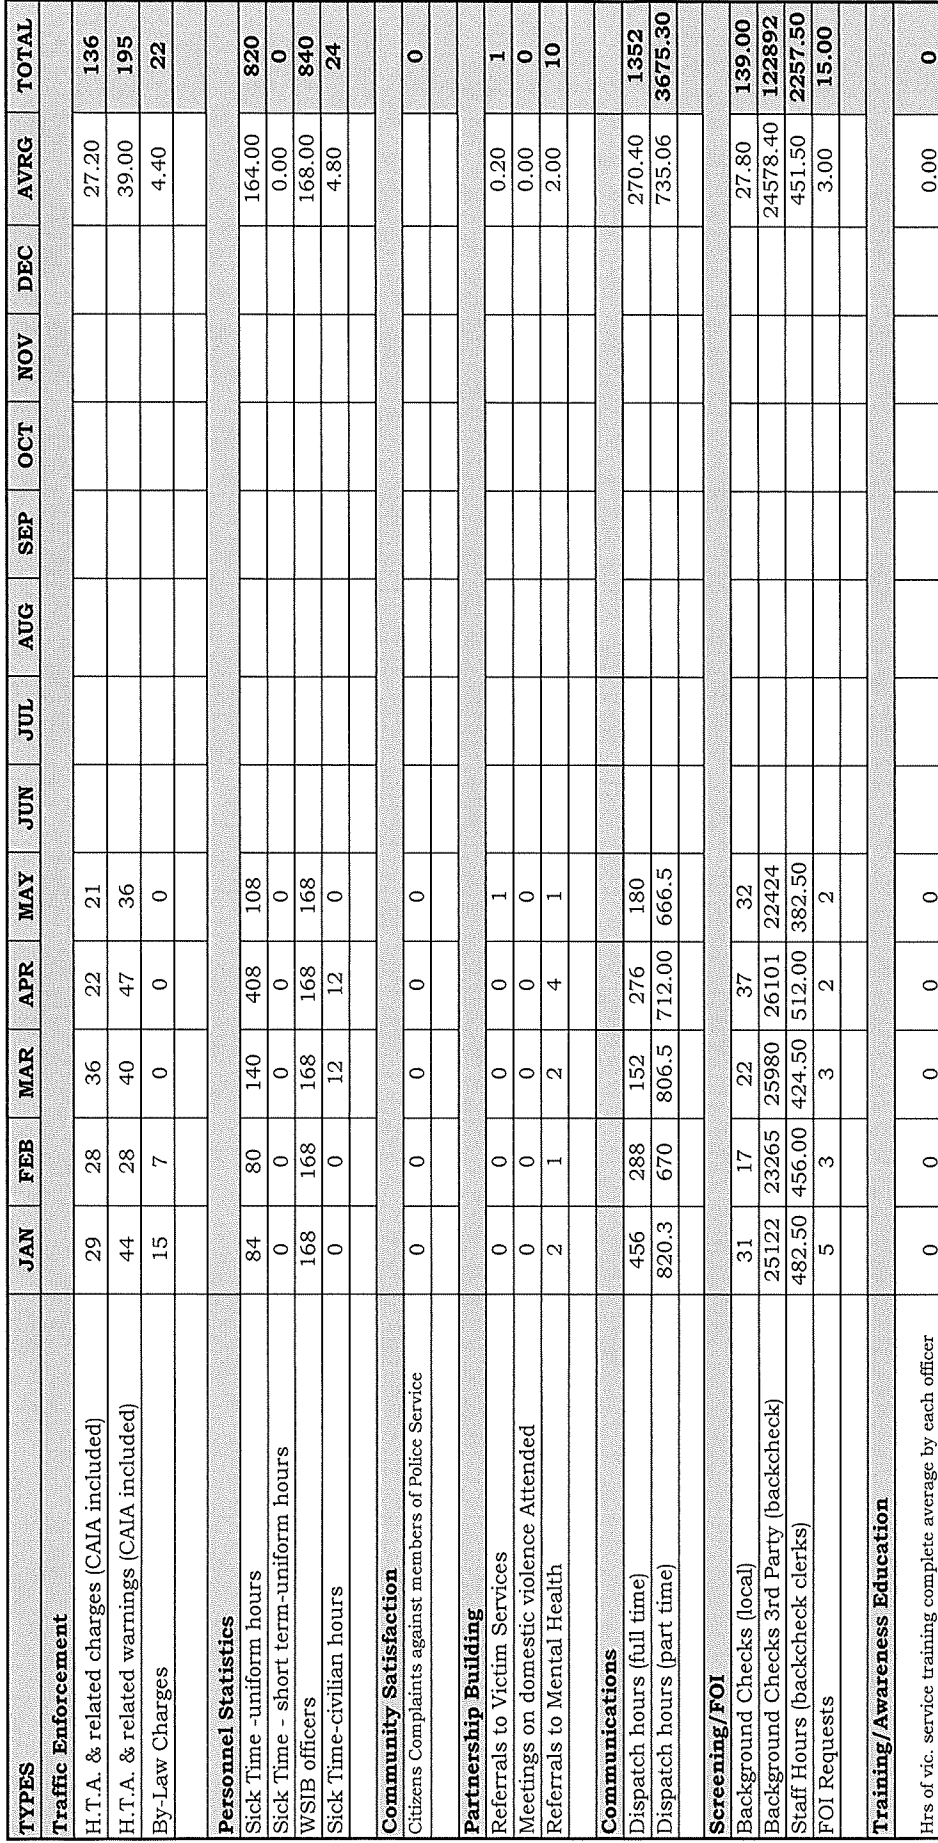 TYPES JAN FEB MAR APR MAY JUN JUL AUG SEP OCT NOV DEC AVRG TOTAL
Traffic Enforcement
H.T.A. & related charges (CAIA included) 29 28 36 22 21 27.20 136
H.T.A. & related warnings (CAIA included) 44 28 40 47 36 39.00 195
By-Law Charges 15 7 0 0 0 4.40 22
Personnel Statistics
Sick Time -uniform hours 84 80 140 408 108 164.00 820
Sick Time - short term-uniform hours 0 0 0 0 0 0.00 0
WSIB officers 168 168 168 168 168 168.00 840
Sick Time-civilian hours 0 0 12 12 0 4.80 24
Community Satisfaction
Citizens Complaints against members of Police Service 0 0 0 0 0 0
Partnership Building
Referrals to Victim Services 0 0 0 0 1 0.20 1
Meetings on domestic violence Attended 0 0 0 0 0 0.00 0
Referrals to Mental Health 2 1 2 4 1 2.00 10
Communications
Dispatch hours (full time) 456 288 152 276 180 270.40 1352
Dispatch hours (part time) 820.3 670 806.5 712.00 666.5 735.06 3675.30
Screening/FOI
Background Checks (local) 31 17 22 37 32 27.80 139.00
Background Checks 3rd Party (backcheck) 25122 23265 25980 26101 22424 24578.40 122892
Staff Hours (backcheck clerks) 482.50 456.00 424.50 512.00 382.50 451.50 2257.50
FOI Requests 5 3 3 2 2 3.00 15.00
Training/Awareness Education
Hrs of vic. service training complete average by each officer 0 0 0 0 0 0.00 0